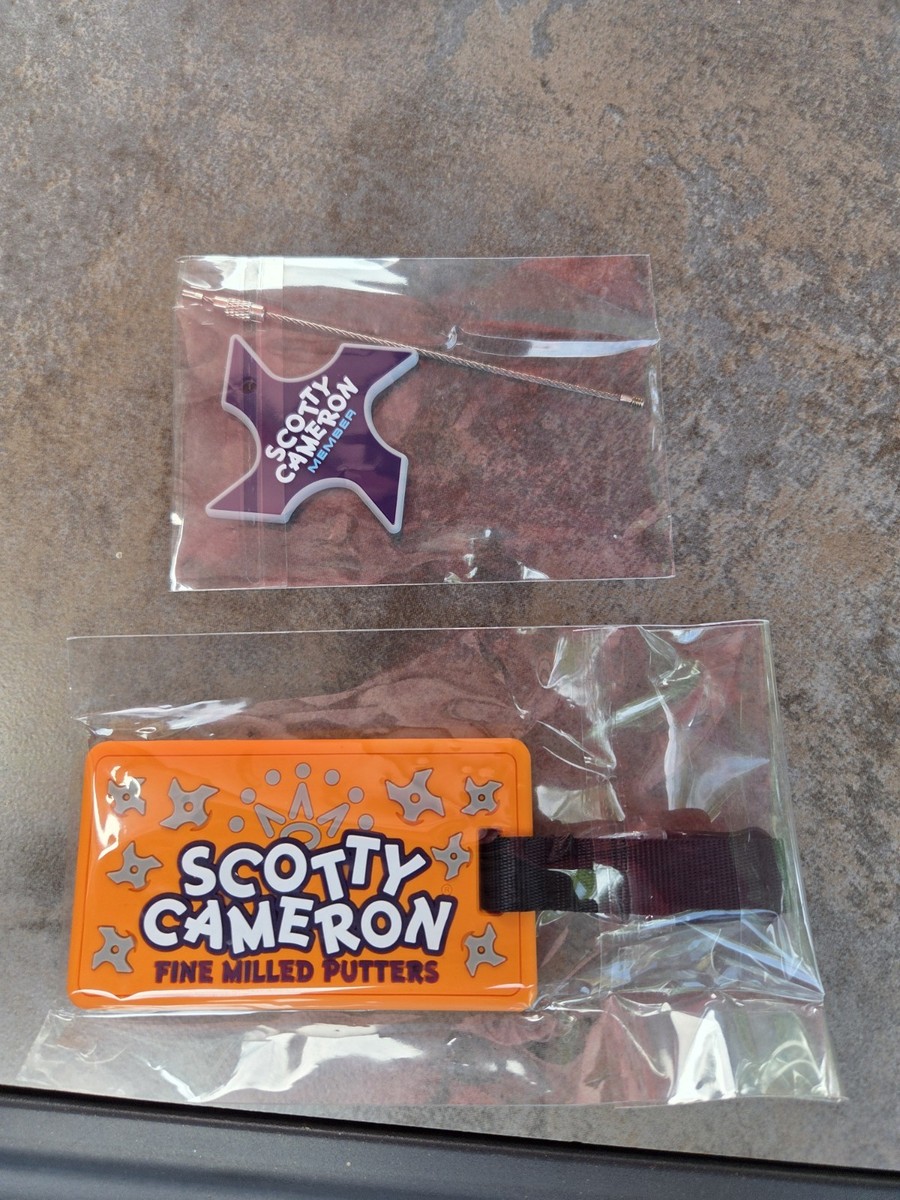 SCOTTY
CAMERON
MEMBER
SCOTTY
CAMERON
®
FINE MILLED PUTTERS